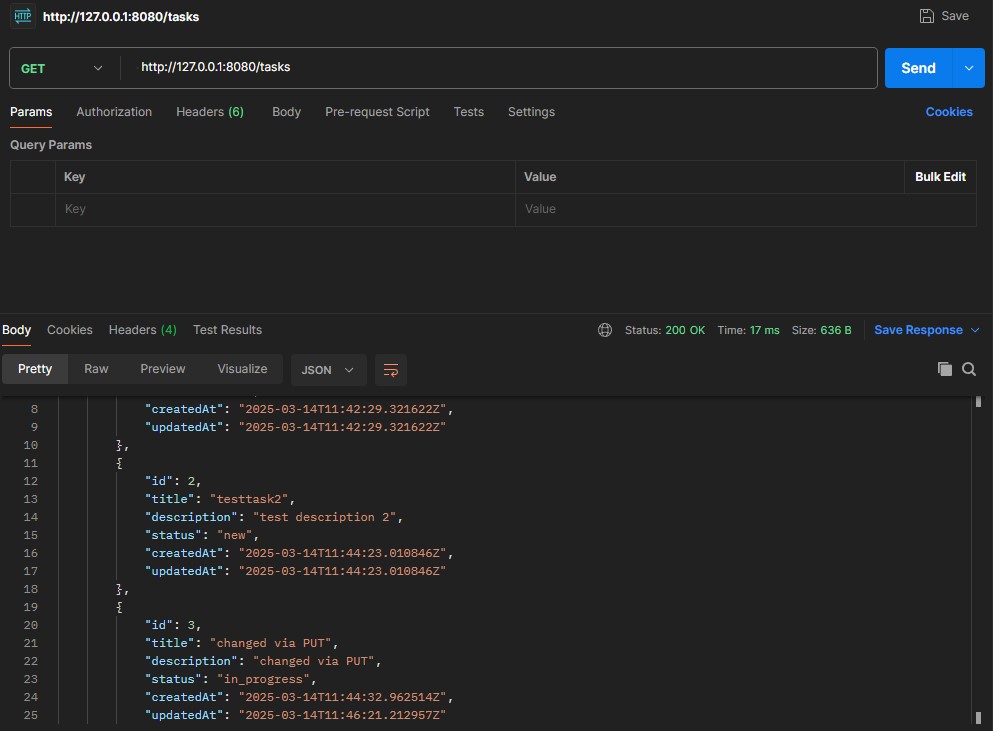 HTTP http://127.0.0.1:8080/tasks Save
GET http://127.0.0.1:8080/tasks Send
Params Authorization Headers (6) Body Pre-request Script Tests Settings Cookies
Query Params
Key Value Bulk Edit
Key Value
Body Cookies Headers (4) Test Results Status: 200 OK Time: 17 ms Size: 636 B Save Response
Pretty Raw Preview Visualize JSON
8 "createdAt": "2025-03-14T11:42:29.321622Z",
9 "updatedAt": "2025-03-14T11:42:29.321622Z"
10 },
11 {
12 "id": 2,
13 "title": "testtask2",
14 "description": "test description 2",
15 "status": "new",
16 "createdAt": "2025-03-14T11:44:23.010846Z",
17 "updatedAt": "2025-03-14T11:44:23.010846Z"
18 },
19 {
20 "id": 3,
21 "title": "changed via PUT",
22 "description": "changed via PUT",
23 "status": "in_progress",
24 "createdAt": "2025-03-14T11:44:32.962514Z",
25 "updatedAt": "2025-03-14T11:46:21.212957Z"